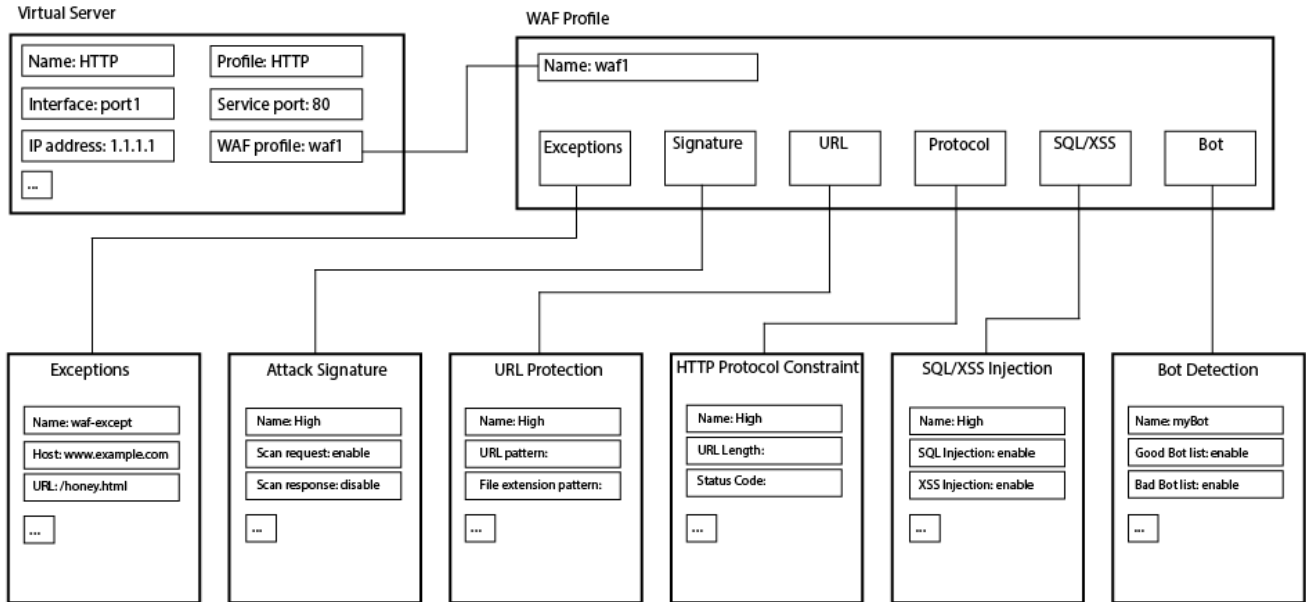 Virtual Server
WAF Profile
Name: HTTP
Profile: HTTP
Interface: port1
Service port: 80
IP address: 1.1.1.1
WAF profile: waf1
...
Name: waf1
Exceptions
Signature
URL
Protocol
SQL/XSS
Bot
Exceptions
Name: waf-except
Host: www.example.com
URL: /honey.html
...
Attack Signature
Name: High
Scan request: enable
Scan response: disable
...
URL Protection
Name: High
URL pattern:
File extension pattern:
...
HTTP Protocol Constraint
Name: High
URL Length:
Status Code:
...
SQL/XSS Injection
Name: High
SQL Injection: enable
XSS Injection: enable
...
Bot Detection
Name: myBot
Good Bot list: enable
Bad Bot list: enable
...